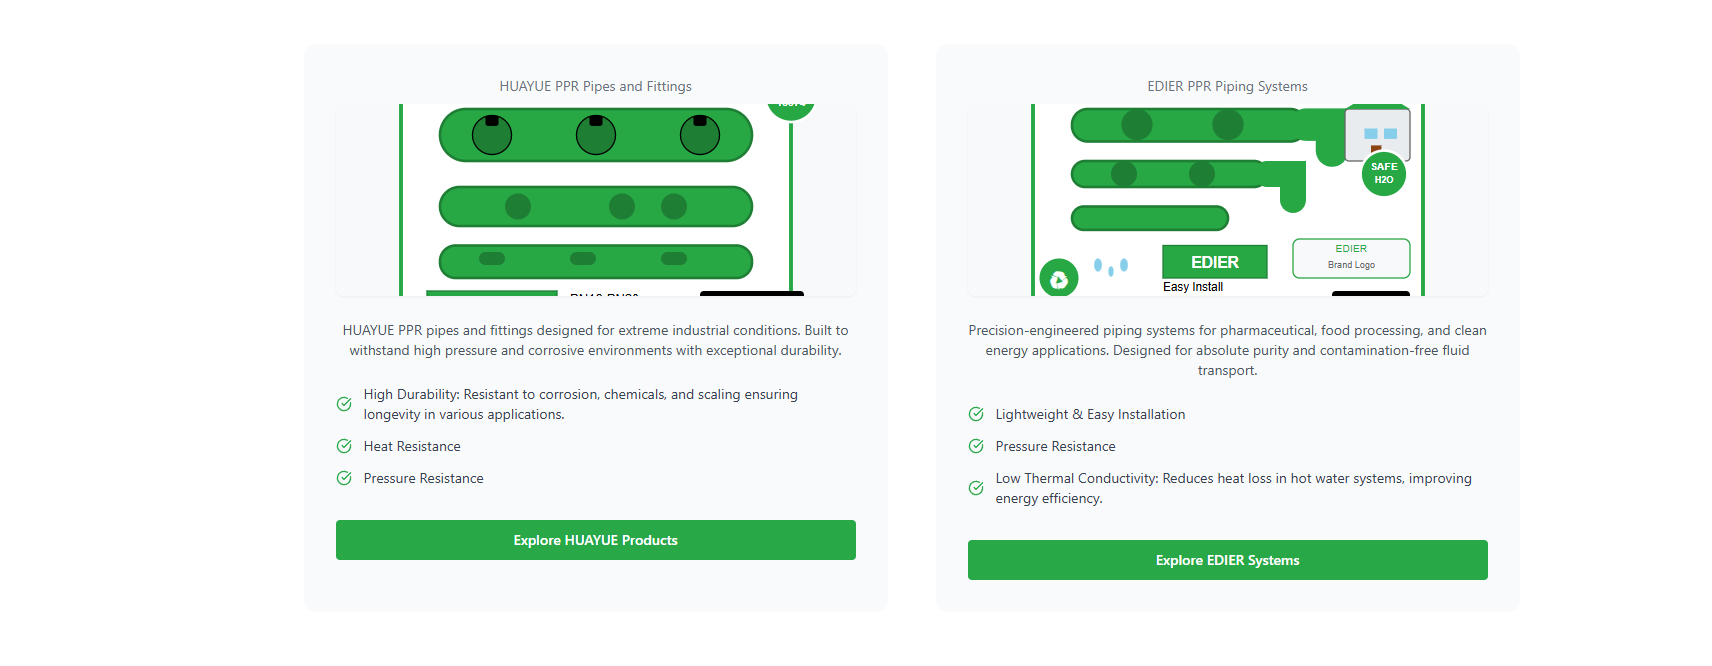 HUAYUE PPR Pipes and Fittings
HUAYUE PPR pipes and fittings designed for extreme industrial conditions. Built to
withstand high pressure and corrosive environments with exceptional durability.
High Durability: Resistant to corrosion, chemicals, and scaling ensuring
longevity in various applications.
Heat Resistance
Pressure Resistance
Explore HUAYUE Products
EDIER PPR Piping Systems
SAFE
H2O
EDIER
Brand Logo
EDIER
Easy Install
Precision-engineered piping systems for pharmaceutical, food processing, and clean
energy applications. Designed for absolute purity and contamination-free fluid
transport.
Lightweight & Easy Installation
Pressure Resistance
Low Thermal Conductivity: Reduces heat loss in hot water systems, improving
energy efficiency.
Explore EDIER Systems